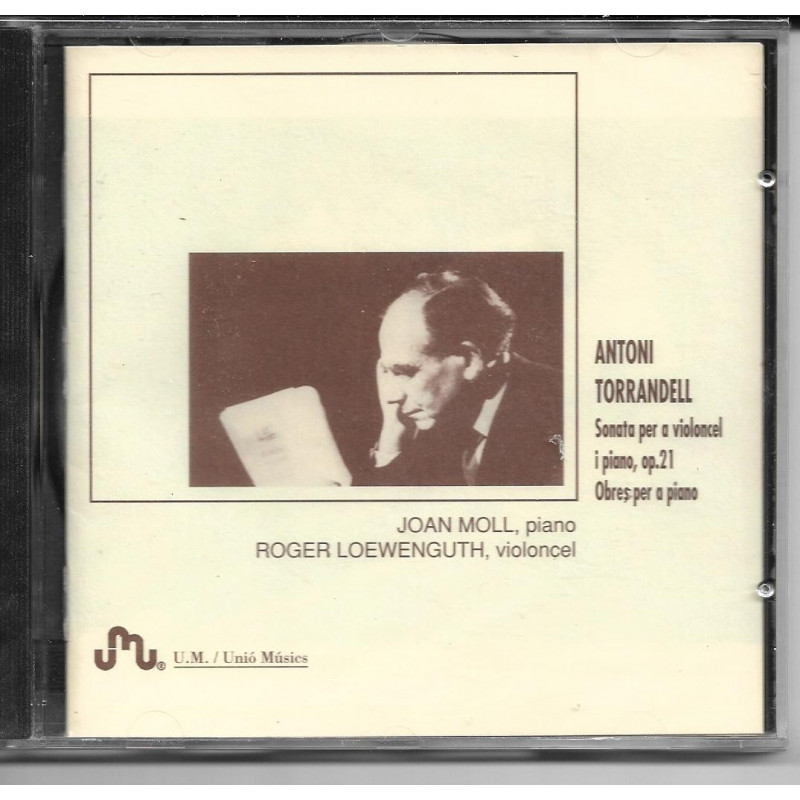 ANTONI
TORRANDELL
Sonata per a violoncel
i piano, op.21
Obres per a piano
JOAN MOLL, piano
ROGER LOEWENGUTH, violoncel
UMU® U.M. / Unió Músics